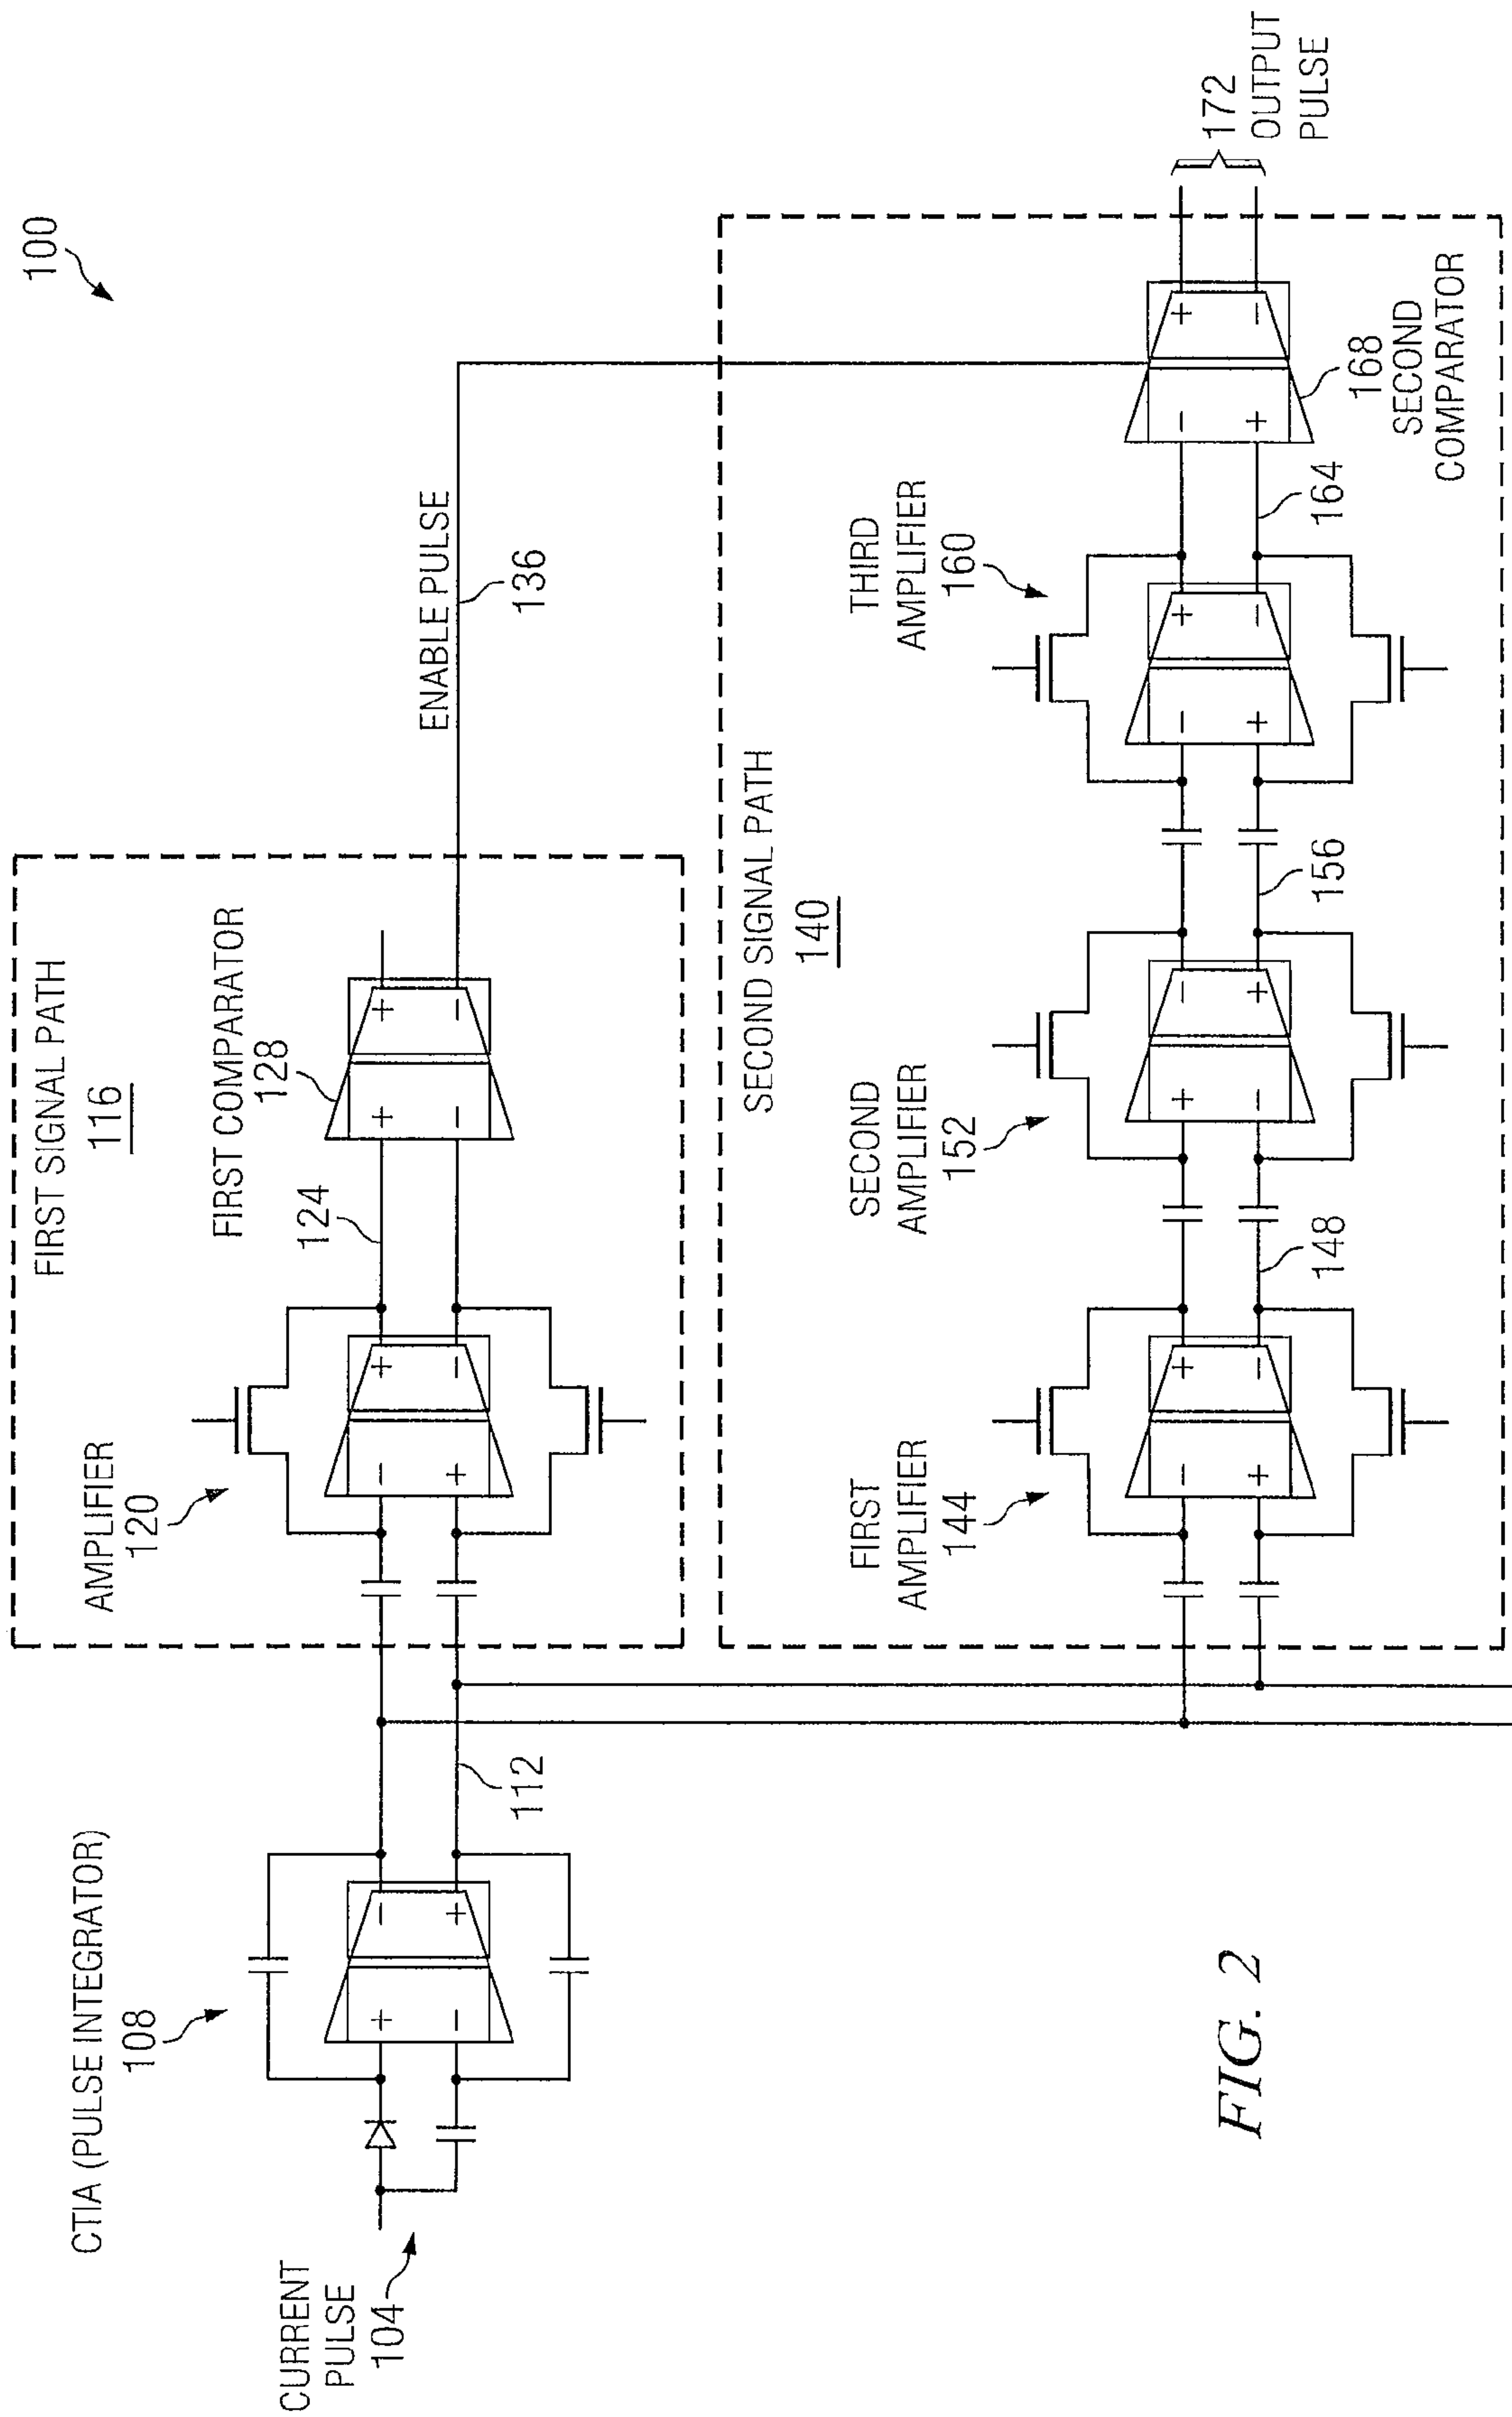 100
CTIA (PULSE INTEGRATOR)
108
CURRENT
PULSE
104
112
FIRST SIGNAL PATH
116
AMPLIFIER
120
+
−
−
+
−
+
+
−
124
FIRST COMPARATOR
128
+
−
+
−
ENABLE PULSE
136
SECOND SIGNAL PATH
140
FIRST
AMPLIFIER
144
−
+
+
−
148
SECOND
AMPLIFIER
152
+
−
−
+
156
THIRD
AMPLIFIER
160
−
+
+
−
164
−
+
+
−
168
SECOND
COMPARATOR
172
OUTPUT
PULSE
FIG. 2